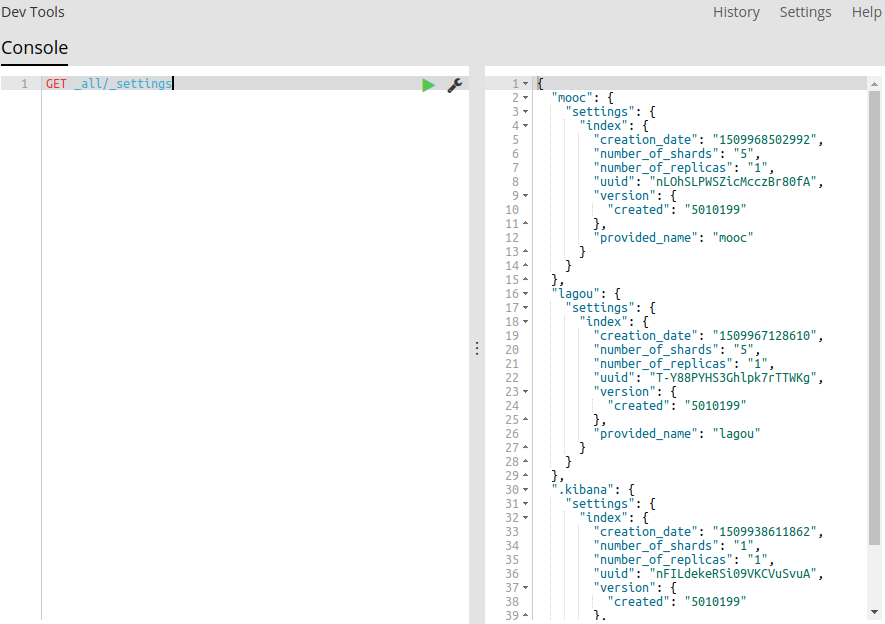 Dev Tools
History Settings Help
Console
1 GET _all/_settings
1 {
2 "mooc": {
3 "settings": {
4 "index": {
5 "creation_date": "1509968502992",
6 "number_of_shards": "5",
7 "number_of_replicas": "1",
8 "uuid": "nLOhSLPWSZicMcczBr80fA",
9 "version": {
10 "created": "5010199"
11 },
12 "provided_name": "mooc"
13 }
14 }
15 },
16 "lagou": {
17 "settings": {
18 "index": {
19 "creation_date": "1509967128610",
20 "number_of_shards": "5",
21 "number_of_replicas": "1",
22 "uuid": "T-Y88PYHS3Ghlpk7rTTWKg",
23 "version": {
24 "created": "5010199"
25 },
26 "provided_name": "lagou"
27 }
28 }
29 },
30 ".kibana": {
31 "settings": {
32 "index": {
33 "creation_date": "1509938611862",
34 "number_of_shards": "1",
35 "number_of_replicas": "1",
36 "uuid": "nFILdekeRSi09VKCVuSvuA",
37 "version": {
38 "created": "5010199"
39 },